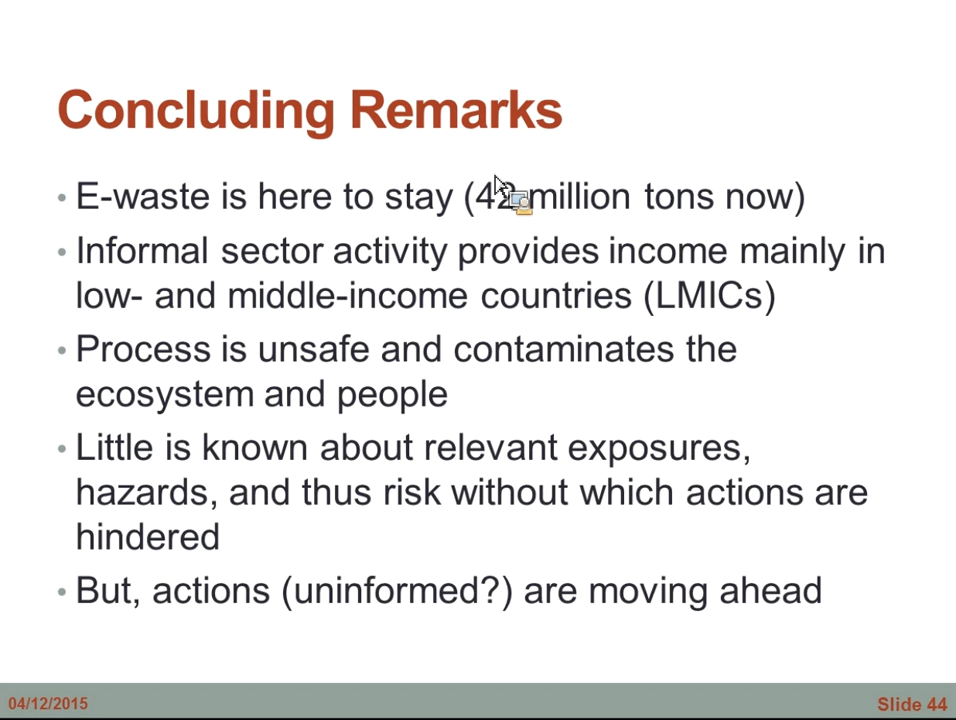 Concluding Remarks
• E-waste is here to stay (42 million tons now)
• Informal sector activity provides income mainly in
low- and middle-income countries (LMICs)
• Process is unsafe and contaminates the
ecosystem and people
• Little is known about relevant exposures,
hazards, and thus risk without which actions are
hindered
• But, actions (uninformed?) are moving ahead
04/12/2015
Slide 44